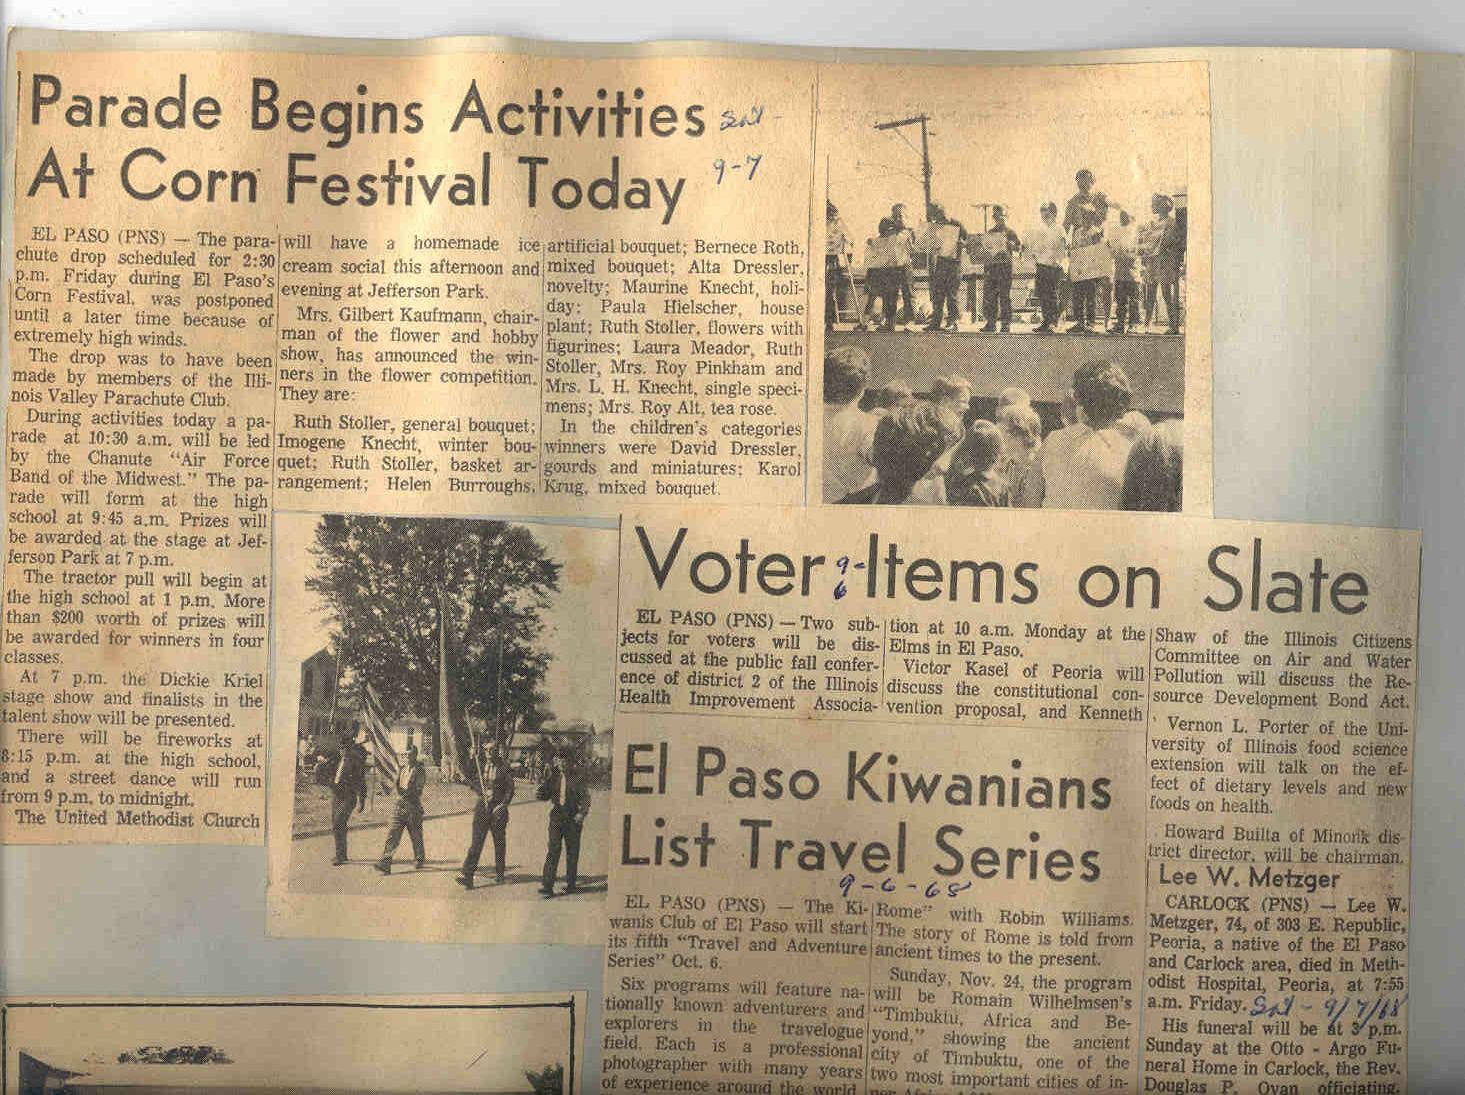 Parade Begins Activities
At Corn Festival Today
Sat -
9-7
EL PASO (PNS) — The para-
chute drop scheduled for 2:30
p.m. Friday during El Paso's
Corn Festival, was postponed
until a later time because of
extremely high winds.
The drop was to have been
made by members of the Illi-
nois Valley Parachute Club.
During activities today a pa-
rade at 10:30 a.m. will be led
by the Chanute "Air Force
Band of the Midwest." The pa-
rade will form at the high
school at 9:45 a.m. Prizes will
be awarded at the stage at Jef-
ferson Park at 7 p.m.
The tractor pull will begin at
the high school at 1 p.m. More
than $200 worth of prizes will
be awarded for winners in four
classes.
At 7 p.m. the Dickie Kriel
stage show and finalists in the
talent show will be presented.
There will be fireworks at
8:15 p.m. at the high school,
and a street dance will run
from 9 p.m. to midnight.
The United Methodist Church
will have a homemade ice
cream social this afternoon and
evening at Jefferson Park.
Mrs. Gilbert Kaufmann, chair-
man of the flower and hobby
show, has announced the win-
ners in the flower competition.
They are:
Ruth Stoller, general bouquet;
Imogene Knecht, winter bou-
quet; Ruth Stoller, basket ar-
rangement; Helen Burroughs,
artificial bouquet; Bernece Roth,
mixed bouquet; Alta Dressler,
novelty; Maurine Knecht, holi-
day; Paula Hielscher, house
plant; Ruth Stoller, flowers with
figurines; Laura Meador, Ruth
Stoller, Mrs. Roy Pinkham and
Mrs. L. H. Knecht, single speci-
mens; Mrs. Roy Alt, tea rose.
In the children's categories
winners were David Dressler,
gourds and miniatures; Karol
Krug, mixed bouquet.
Voter Items on Slate
9-
6
EL PASO (PNS) — Two sub-
jects for voters will be dis-
cussed at the public fall confer-
ence of district 2 of the Illinois
Health Improvement Associa-
tion at 10 a.m. Monday at the
Elms in El Paso.
Victor Kasel of Peoria will
discuss the constitutional con-
vention proposal, and Kenneth
Shaw of the Illinois Citizens
Committee on Air and Water
Pollution will discuss the Re-
source Development Bond Act.
Vernon L. Porter of the Uni-
versity of Illinois food science
extension will talk on the ef-
fect of dietary levels and new
foods on health.
Howard Builta of Minonk dis-
trict director, will be chairman.
El Paso Kiwanians
List Travel Series
9-6-68
EL PASO (PNS) — The Ki-
wanis Club of El Paso will start
its fifth "Travel and Adventure
Series" Oct. 6.
Six programs will feature na-
tionally known adventurers and
explorers in the travelogue
field. Each is a professional
photographer with many years
of experience around the world
Rome" with Robin Williams.
The story of Rome is told from
ancient times to the present.
Sunday, Nov. 24, the program
will be Romain Wilhelmsen's
"Timbuktu, Africa and Be-
yond," showing the ancient
city of Timbuktu, one of the
two most important cities of in-
Lee W. Metzger
CARLOCK (PNS) — Lee W.
Metzger, 74, of 303 E. Republic,
Peoria, a native of the El Paso
and Carlock area, died in Meth-
odist Hospital, Peoria, at 7:55
a.m. Friday.
Sat - 9/7/68
His funeral will be at 3 p.m.
Sunday at the Otto - Argo Fu-
neral Home in Carlock, the Rev.
Douglas P. Ovan officiating.